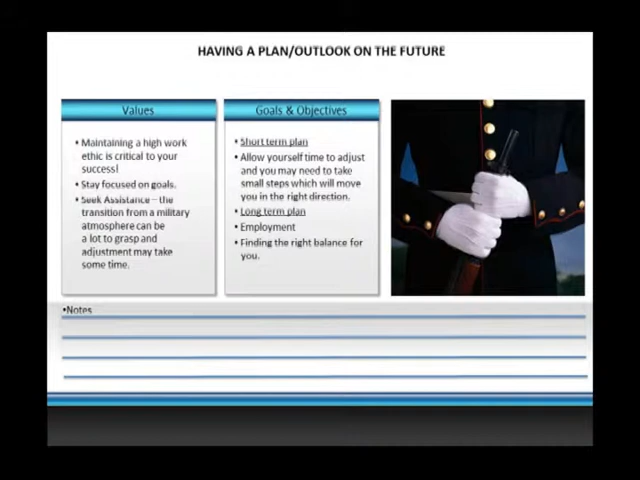 HAVING A PLAN/OUTLOOK ON THE FUTURE
Values
• Maintaining a high work
ethic is critical to your
success!
• Stay focused on goals.
• Seek Assistance – the
transition from a military
atmosphere can be
a lot to grasp and
adjustment may take
some time.
Goals & Objectives
• Short term plan
• Allow yourself time to adjust
and you may need to take
small steps which will move
you in the right direction.
• Long term plan
• Employment
• Finding the right balance for
you.
•Notes